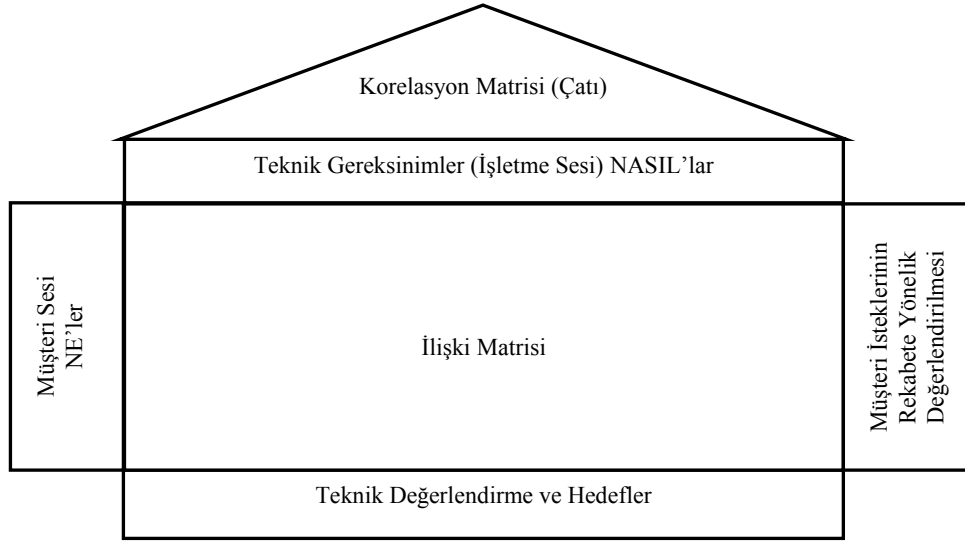 Korelasyon Matrisi (Çatı)
Teknik Gereksinimler (İşletme Sesi) NASIL’lar
Müşteri Sesi
NE’ler
İlişki Matrisi
Müşteri İsteklerinin
Rekabete Yönelik
Değerlendirilmesi
Teknik Değerlendirme ve Hedefler